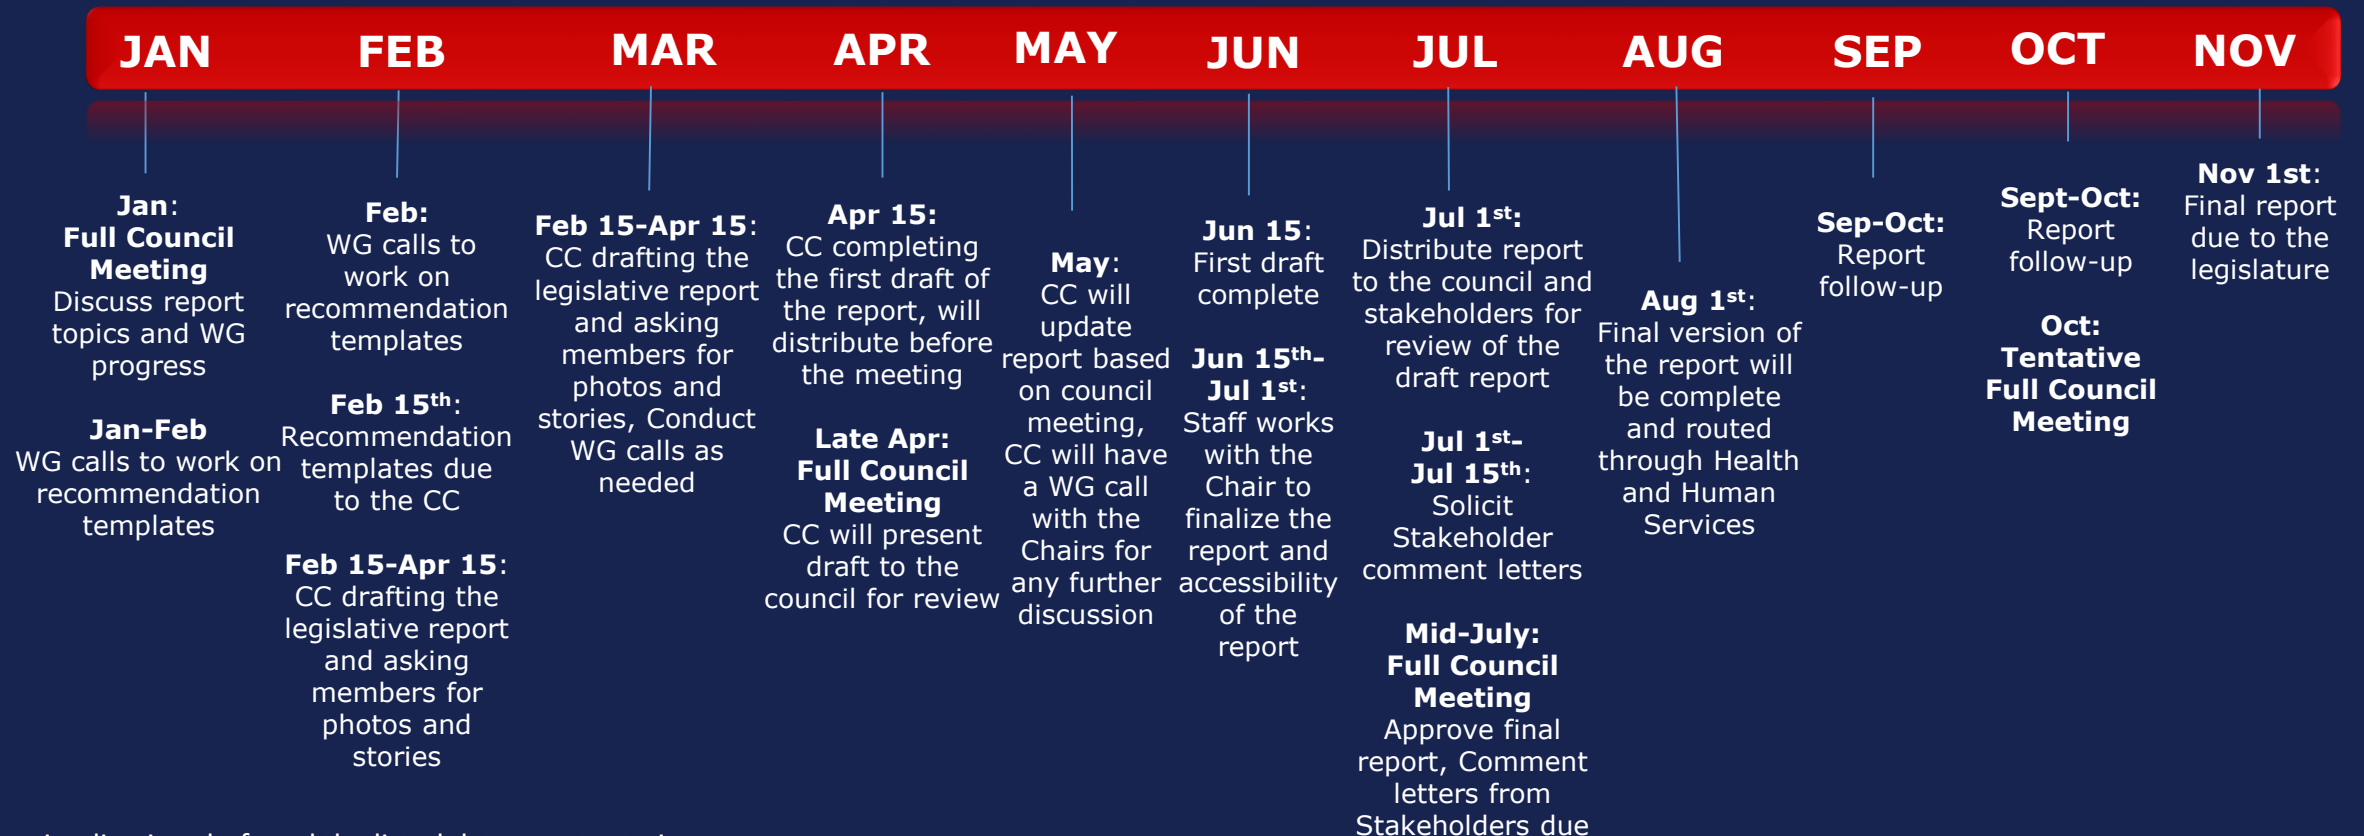 JAN FEB MAR APR MAY JUN JUL AUG SEP OCT NOV
Jan:
Full Council
Meeting
Discuss report
topics and WG
progress
Jan-Feb
WG calls to work on
recommendation
templates
Feb:
WG calls to
work on
recommendation
templates
Feb 15th:
Recommendation
templates due
to the CC
Feb 15-Apr 15:
CC drafting the
legislative report
and asking
members for
photos and
stories
Feb 15-Apr 15:
CC drafting the
legislative report
and asking
members for
photos and
stories, Conduct
WG calls as
needed
Apr 15:
CC completing
the first draft of
the report, will
distribute before
the meeting
Late Apr:
Full Council
Meeting
CC will present
draft to the
council for review
May:
CC will
update
report based
on council
meeting,
CC will have
a WG call
with the
Chairs for
any further
discussion
Jun 15:
First draft
complete
Jun 15th-
Jul 1st:
Staff works
with the
Chair to
finalize the
report and
accessibility
of the
report
Jul 1st:
Distribute report
to the council and
stakeholders for
review of the
draft report
Jul 1st-
Jul 15th:
Solicit
Stakeholder
comment letters
Mid-July:
Full Council
Meeting
Approve final
report, Comment
letters from
Stakeholders due
Aug 1st:
Final version of
the report will
be complete
and routed
through Health
and Human
Services
Sep-Oct:
Report
follow-up
Sept-Oct:
Report
follow-up
Oct:
Tentative
Full Council
Meeting
Nov 1st:
Final report
due to the
legislature